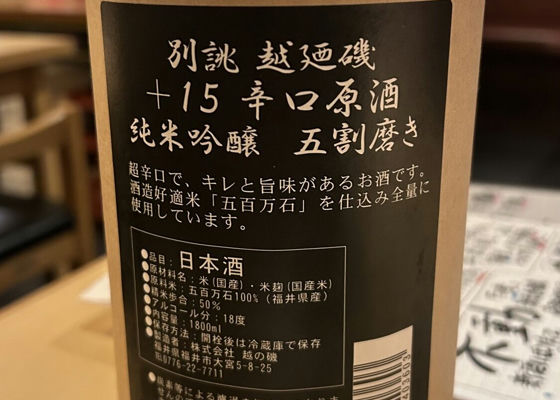 別誂 越廼磯
＋15 辛口原酒
純米吟醸 五割磨き
超辛口で、キレと旨味があるお酒です。
酒造好適米「五百万石」を仕込み全量に
使用しています。
●品目：日本酒
●原材料名：米（国産）・米麹（国産米）
●原料米：五百万石100%（福井県産）
●精米歩合：50%
●アルコール分：18度
●内容量：1800ml
●保存方法：開栓後は冷蔵庫で保存
●製造者：株式会社 越の磯
福井県福井市大宮5-8-25
℡0776-22-7711